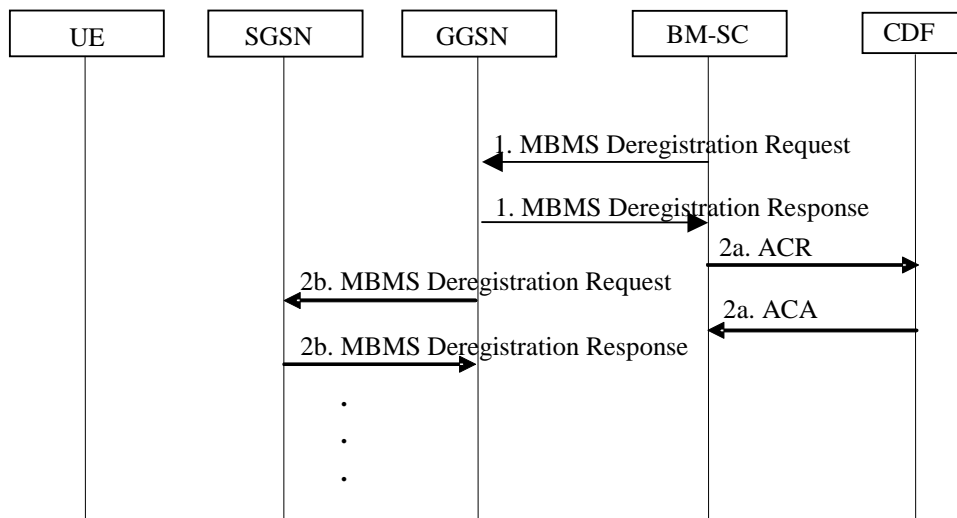 UE
SGSN
GGSN
BM-SC
CDF
1. MBMS Deregistration Request
1. MBMS Deregistration Response
2a. ACR
2b. MBMS Deregistration Request
2a. ACA
2b. MBMS Deregistration Response
.
.
.